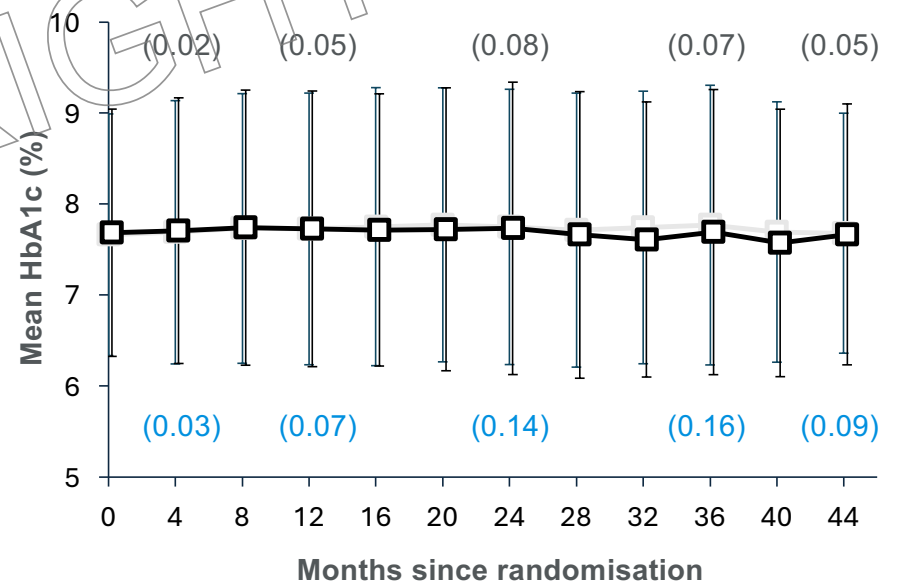 10
(0.02) (0.05) (0.08) (0.07) (0.05)
9
8
7
6
5
Mean HbA1c (%)
(0.03) (0.07) (0.14) (0.16) (0.09)
0 4 8 12 16 20 24 28 32 36 40 44
Months since randomisation